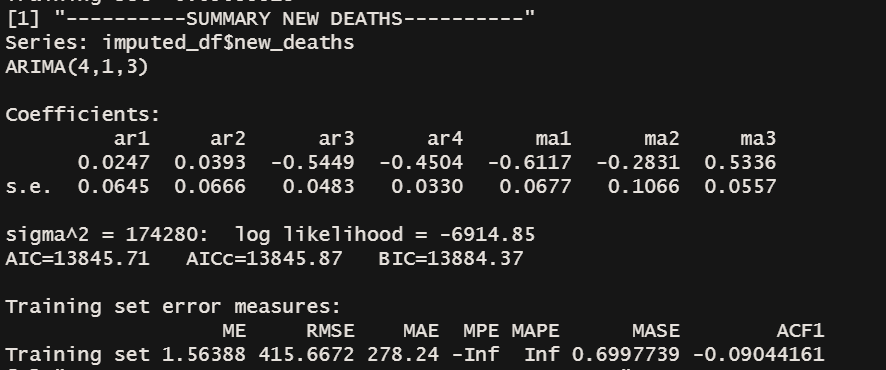 [1] "----------SUMMARY NEW DEATHS----------"
Series: imputed_df$new_deaths
ARIMA(4,1,3)
Coefficients:
ar1 ar2 ar3 ar4 ma1 ma2 ma3
0.0247 0.0393 -0.5449 -0.4504 -0.6117 -0.2831 0.5336
s.e. 0.0645 0.0666 0.0483 0.0330 0.0677 0.1066 0.0557
sigma^2 = 174280: log likelihood = -6914.85
AIC=13845.71 AICc=13845.87 BIC=13884.37
Training set error measures:
ME RMSE MAE MPE MAPE MASE ACF1
Training set 1.56388 415.6672 278.24 -Inf Inf 0.6997739 -0.09044161